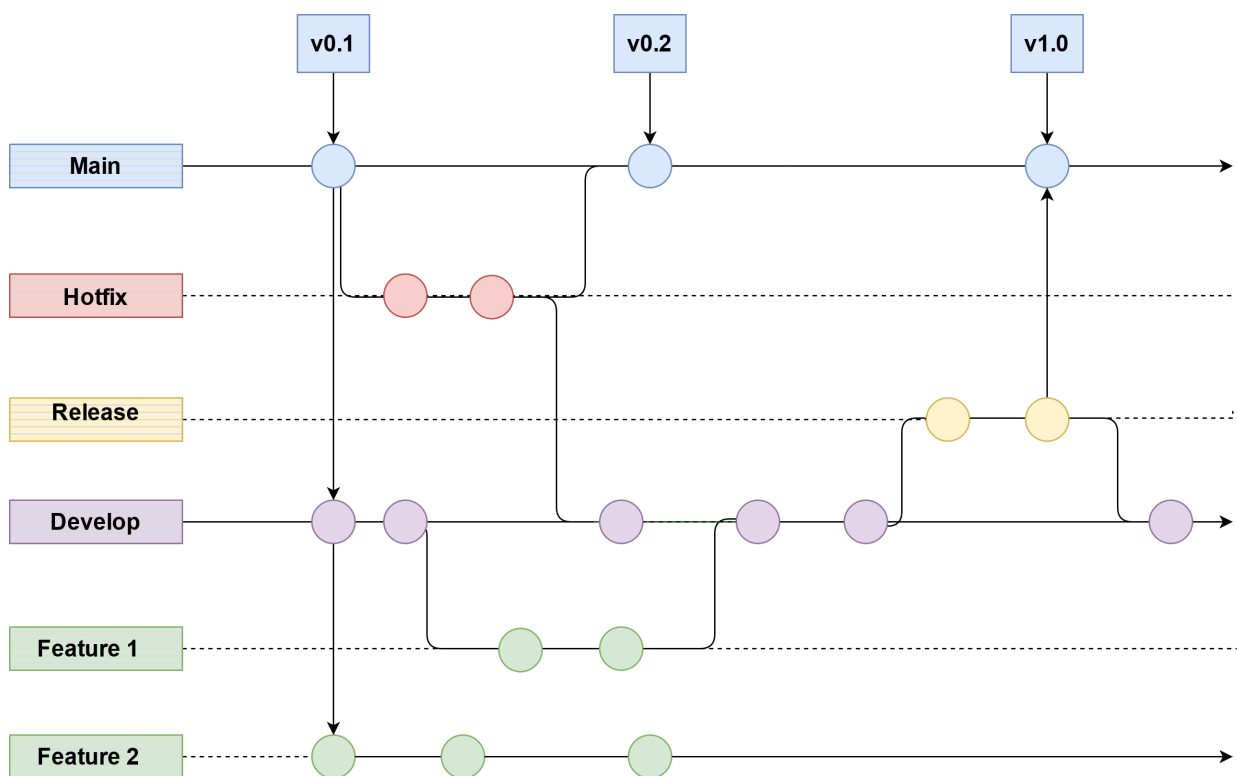 v0.1
v0.2
v1.0
Main
Hotfix
Release
Develop
Feature 1
Feature 2